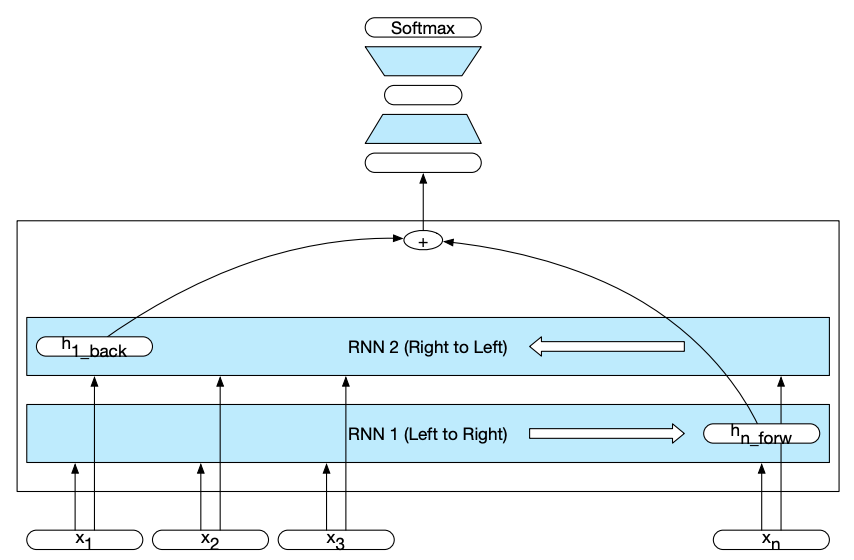 Softmax
+
h1_back
RNN 2 (Right to Left)
RNN 1 (Left to Right)
hn_forw
x1
x2
x3
xn